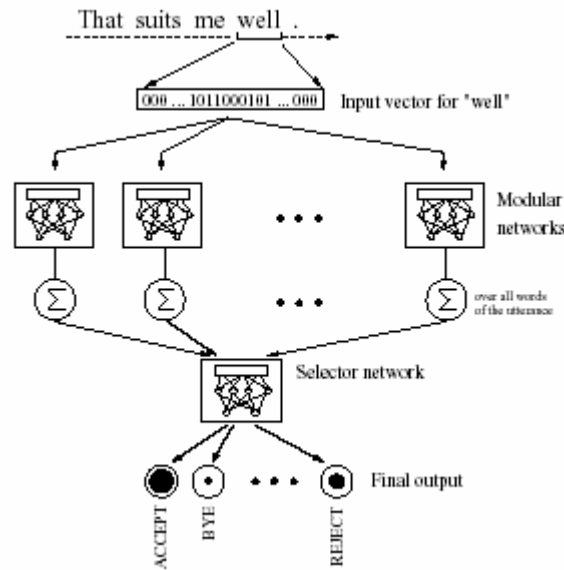 That suits me well .
000 ... 1011000101 ... 000
Input vector for "well"
Modular
networks
Σ
Σ
Σ
over all words
of the utterance
Selector network
Final output
ACCEPT
BYE
REJECT